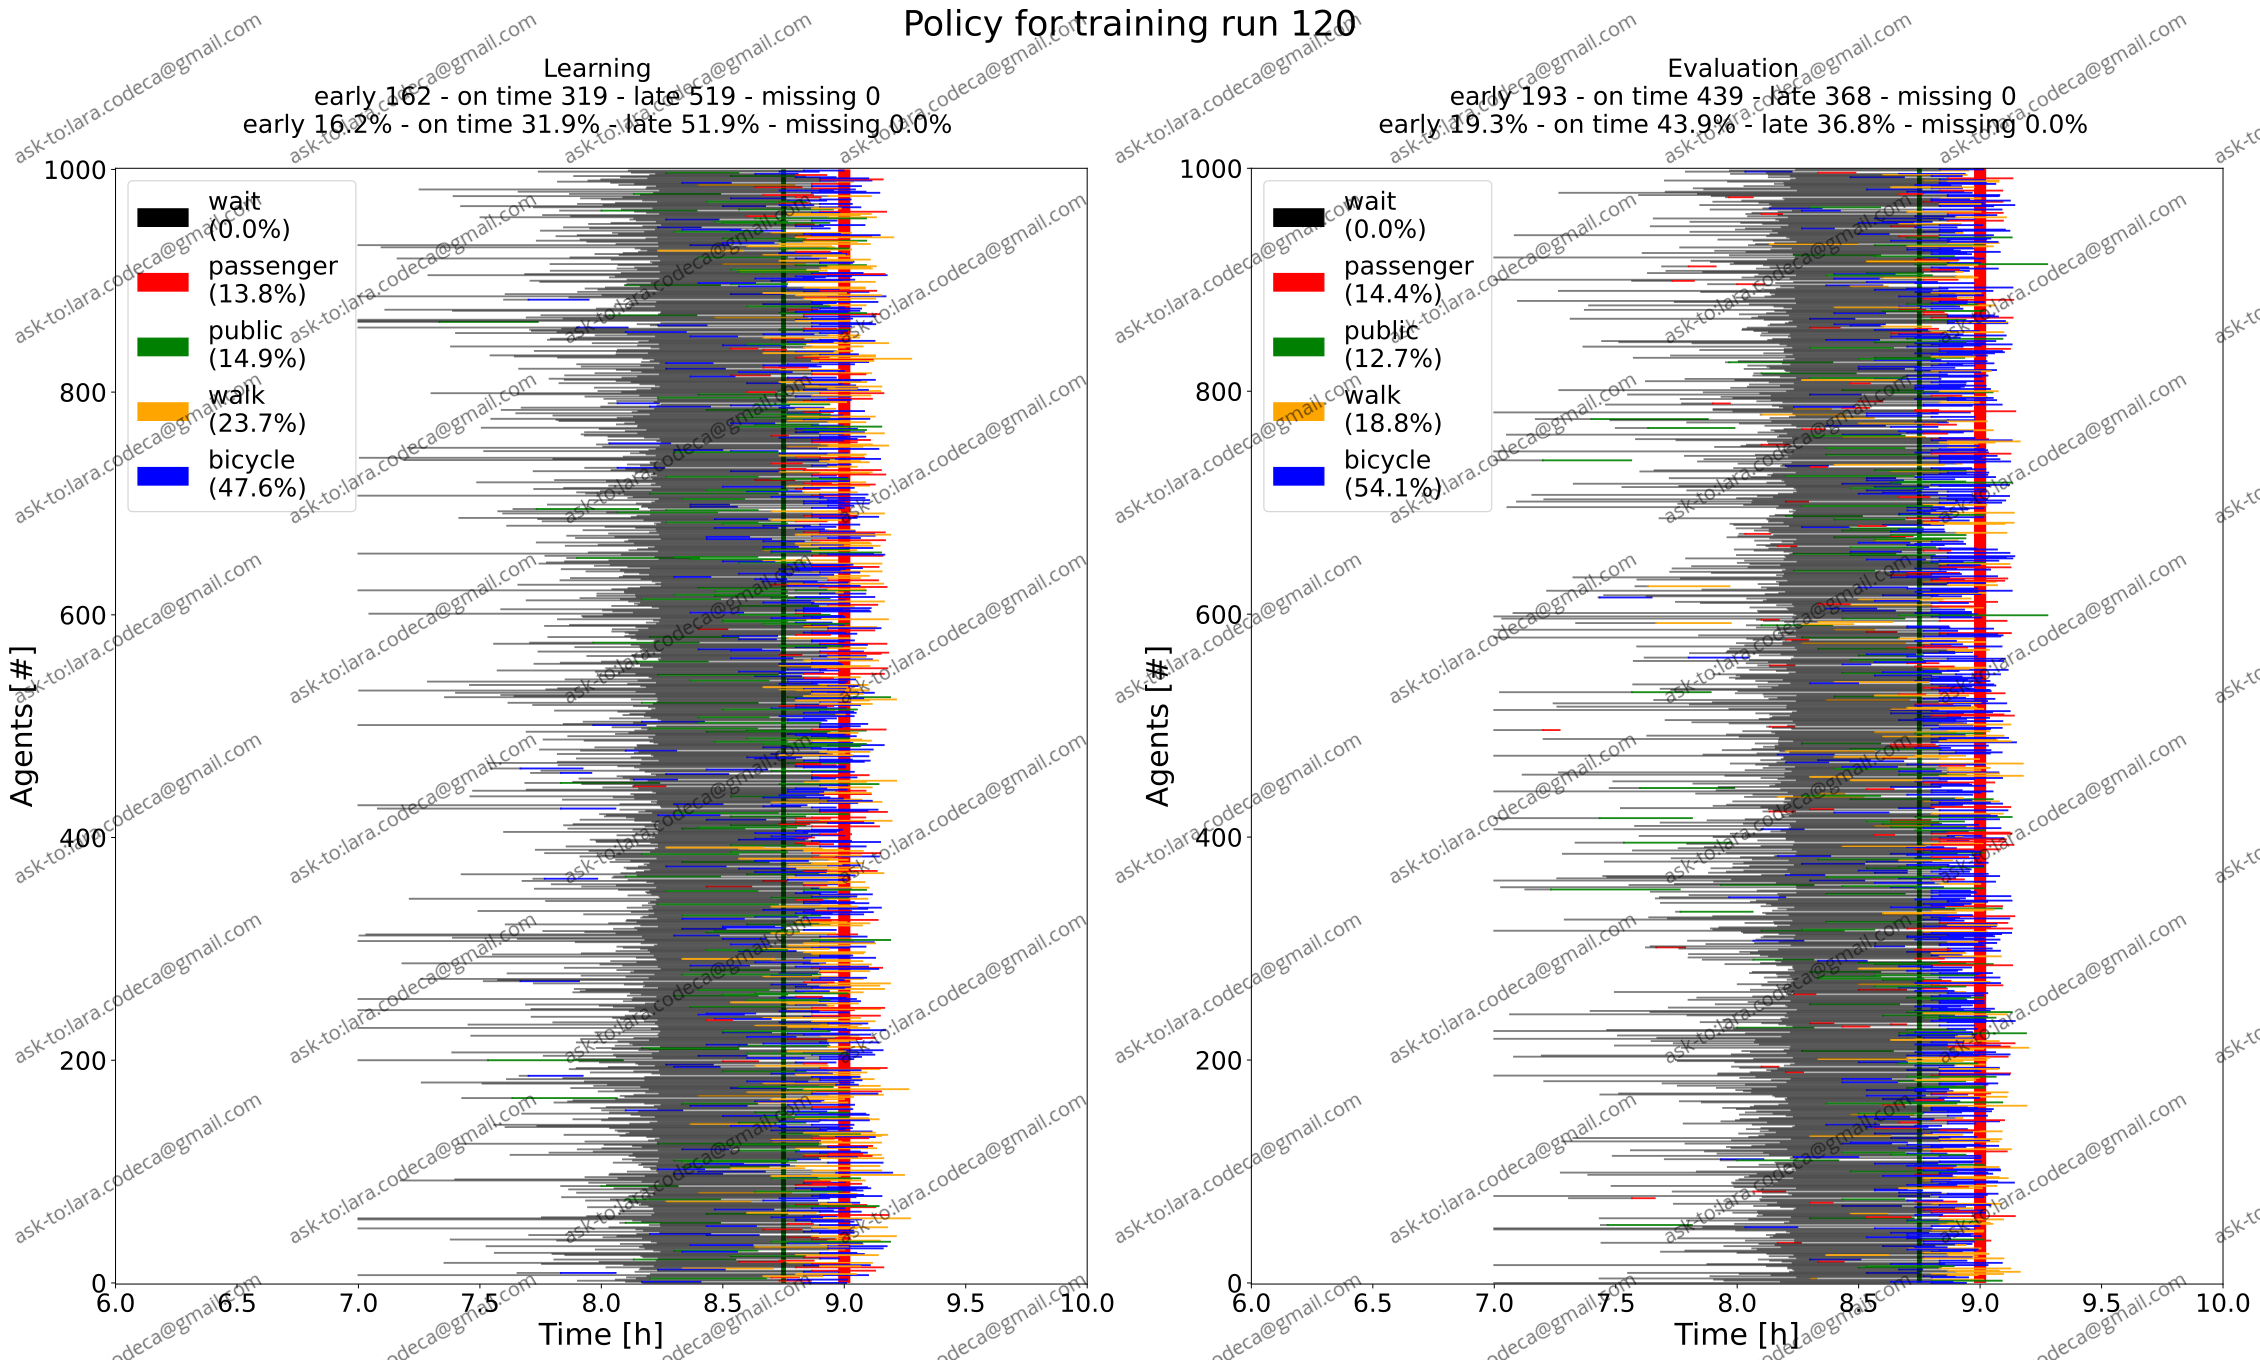 Policy for training run 120
Learning
early 162 - on time 319 - late 519 - missing 0
early 16.2% - on time 31.9% - late 51.9% - missing 0.0%
1000
800
600
400
200
0
Agents [#]
wait
(0.0%)
passenger
(13.8%)
public
(14.9%)
walk
(23.7%)
bicycle
(47.6%)
6.0 6.5 7.0 7.5 8.0 8.5 9.0 9.5 10.0
Time [h]
Evaluation
early 193 - on time 439 - late 368 - missing 0
early 19.3% - on time 43.9% - late 36.8% - missing 0.0%
1000
800
600
400
200
0
Agents [#]
wait
(0.0%)
passenger
(14.4%)
public
(12.7%)
walk
(18.8%)
bicycle
(54.1%)
6.0 6.5 7.0 7.5 8.0 8.5 9.0 9.5 10.0
Time [h]
ask-to:lara.codeca@gmail.com